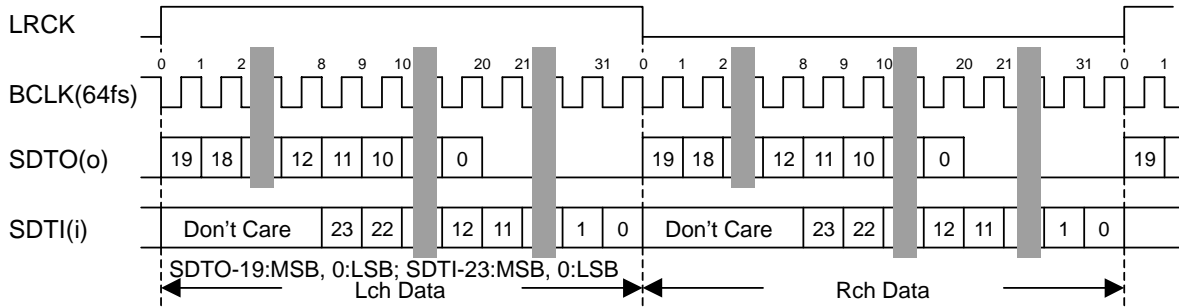 LRCK
0 1 2 8 9 10 20 21 31 0 1 2 8 9 10 20 21 31 0 1
BCLK(64fs)
SDTO(o) 19 18 12 11 10 0 19 18 12 11 10 0 19
SDTI(i) Don't Care 23 22 12 11 1 0 Don't Care 23 22 12 11 1 0
SDTO-19:MSB, 0:LSB; SDTI-23:MSB, 0:LSB
Lch Data Rch Data